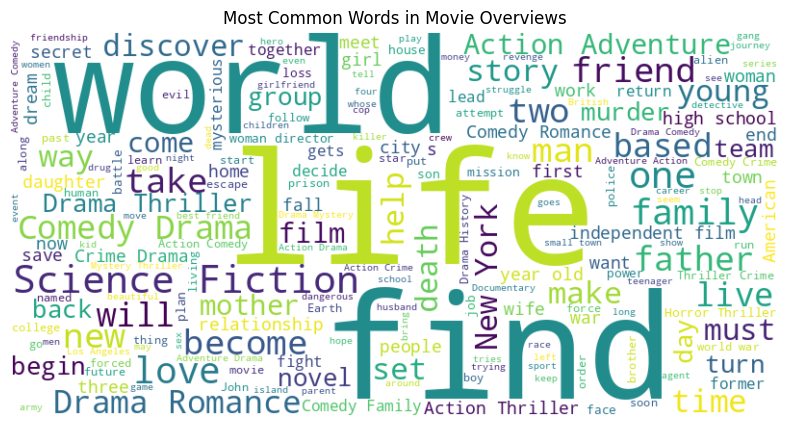 Most Common Words in Movie Overviews
friendship
hero
play
gang
journey
women
secret
discover
together
meet
house
money
revenge
Action Adventure
alien
series
world
girl
girlfriend
tell
story
friend
see
woman
young
Adventure Comedy
dream
child
evil
mysterious
loss
group
four
whose
cop
lead
struggle
work
return
follow
attempt
two
British
murder
detective
high school
past
year
along
woman director
children
killer
crew
Comedy Romance
Drama Comedy
end
way
come
dead
gets
city
s
man
know
based
team
battle
learn
night
start
star
put
first
Adventure Action
Comedy Crime
daughter
drug
good
take
home
decide
son
mission
one
town
human
escape
prison
help
police
career
stop
event
Drama Thriller
life
goes
seem
head
family
American
move
best friend
fall
Drama Mystery
Drama History
small town
show
Comedy Drama
film
independent film
now
kid
Action Comedy
Action Drama
death
want
father
run
save
Crime Drama
Mystery Thriller
living
Action Crime
New York
year old
power
teenager
Thriller Crime
Science Fiction
school
Documentary
named
beautiful
plan
dangerous
Earth
husband
job
make
Horror Thriller
live
back
will
mother
find
wife
force
long
college
new
relationship
bring
war
world war
must
go
men
Los Angeles
may
sex
become
hope
people
race
day
thing
Adventure Drama
fight
tries
left
begin
forced
future
love
movie
set
trying
sport
brother
turn
three
game
John
island
novel
parent
around
boy
keep
order
agent
former
army
Drama Romance
Comedy Family
Action Thriller
face
soon
time